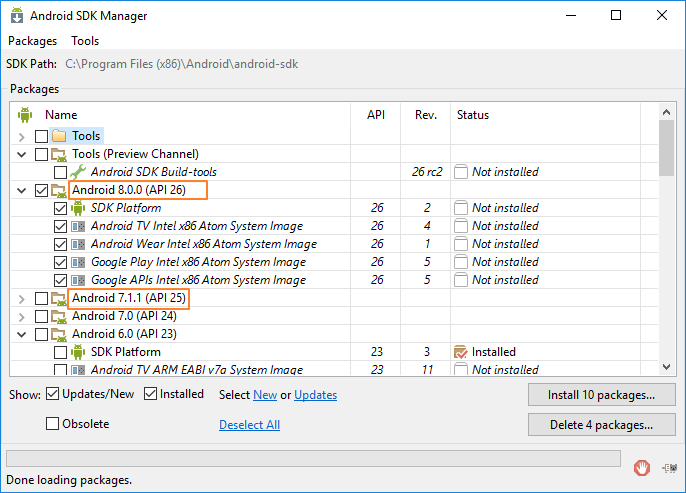 Android SDK Manager
Packages Tools
SDK Path: C:\Program Files (x86)\Android\android-sdk
Packages
Name API Rev. Status
Tools
Tools (Preview Channel)
Android SDK Build-tools 26 rc2 Not installed
Android 8.0.0 (API 26)
SDK Platform 26 2 Not installed
Android TV Intel x86 Atom System Image 26 4 Not installed
Android Wear Intel x86 Atom System Image 26 1 Not installed
Google Play Intel x86 Atom System Image 26 5 Not installed
Google APIs Intel x86 Atom System Image 26 5 Not installed
Android 7.1.1 (API 25)
Android 7.0 (API 24)
Android 6.0 (API 23)
SDK Platform 23 3 Installed
Android TV ARM EABI v7a System Image 23 11 Not installed
Show: Updates/New Installed Select New or Updates Install 10 packages...
Obsolete Deselect All Delete 4 packages...
Done loading packages.